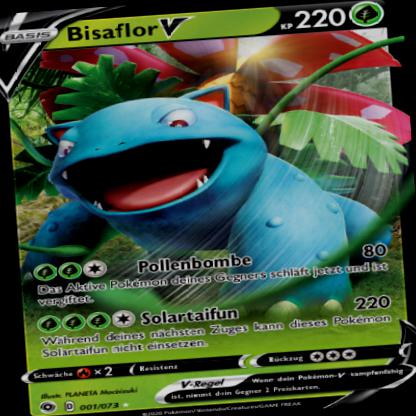 BASIS Bisaflor V KP 220
Pollenbombe 80
Das Aktive Pokémon deines Gegners schläft jetzt und ist
vergiftet.
Solartaifun 220
Während deines nächsten Zuges kann dieses Pokémon
Solartaifun nicht einsetzen.
Schwäche ×2 Resistenz Rückzug
V-Regel Wenn dein Pokémon-V kampfunfähig
ist, nimmt dein Gegner 2 Preiskarten.
Illustr. PLANETA Mochizuki
D 001/073
©2020 Pokémon/Nintendo/Creatures/GAME FREAK